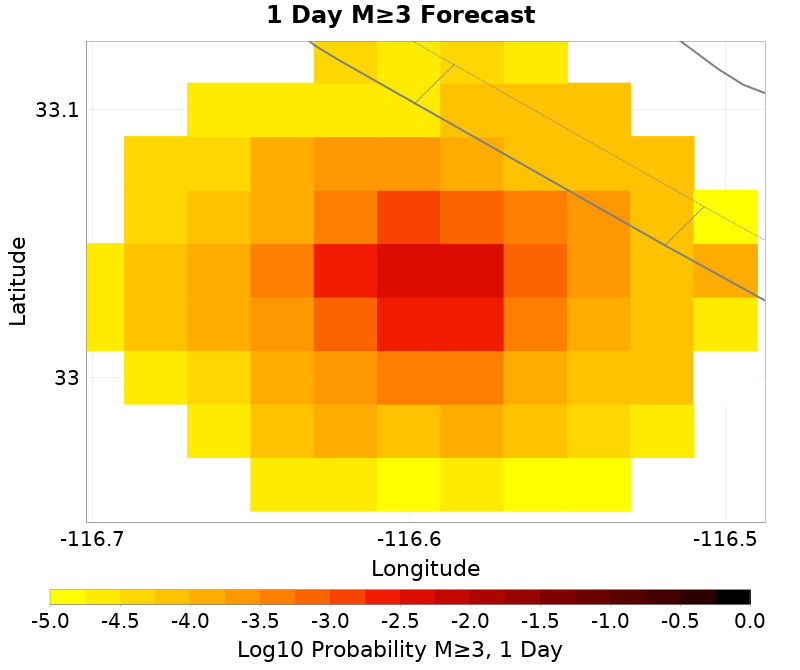 1 Day M≥3 Forecast
33.1
33
Latitude
-116.7 -116.6 -116.5
Longitude
-5.0 -4.5 -4.0 -3.5 -3.0 -2.5 -2.0 -1.5 -1.0 -0.5 0.0
Log10 Probability M≥3, 1 Day